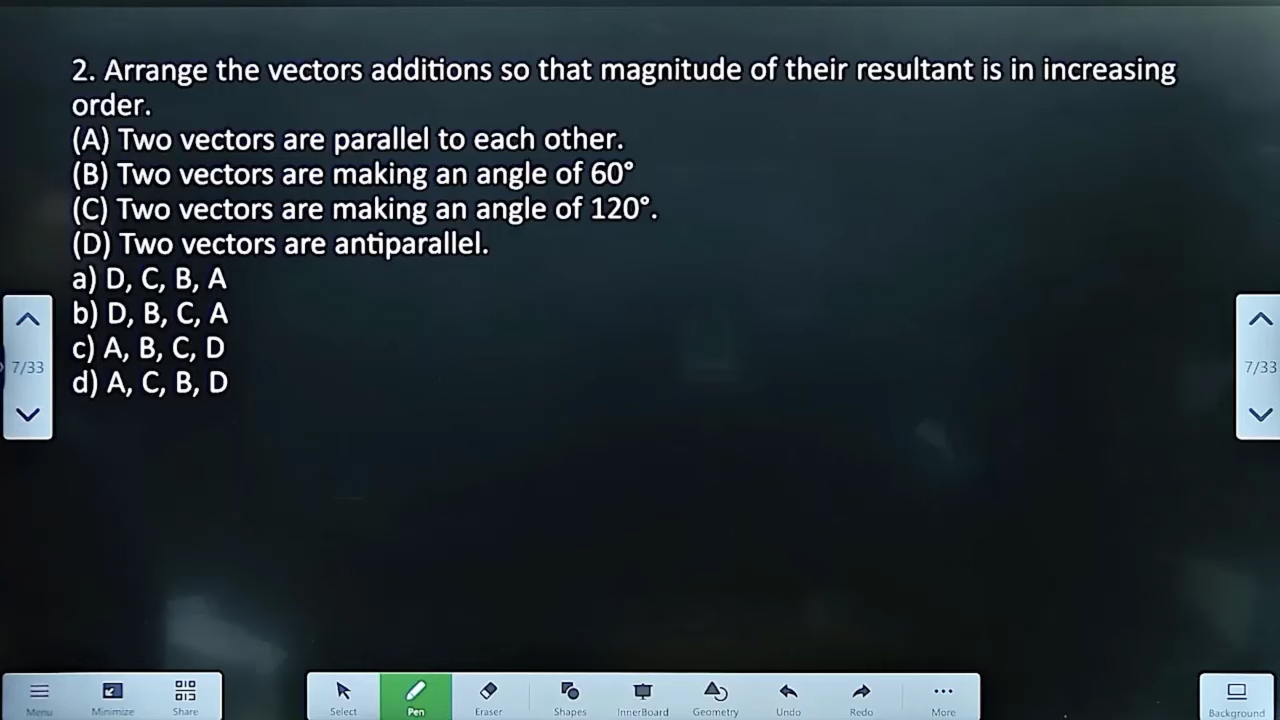 2. Arrange the vectors additions so that magnitude of their resultant is in increasing
order.
(A) Two vectors are parallel to each other.
(B) Two vectors are making an angle of 60°
(C) Two vectors are making an angle of 120°.
(D) Two vectors are antiparallel.
a) D, C, B, A
b) D, B, C, A
c) A, B, C, D
d) A, C, B, D
7/33
7/33
Menu Minimize Share Select Pen Eraser Shapes InnerBoard Geometry Undo Redo More Background